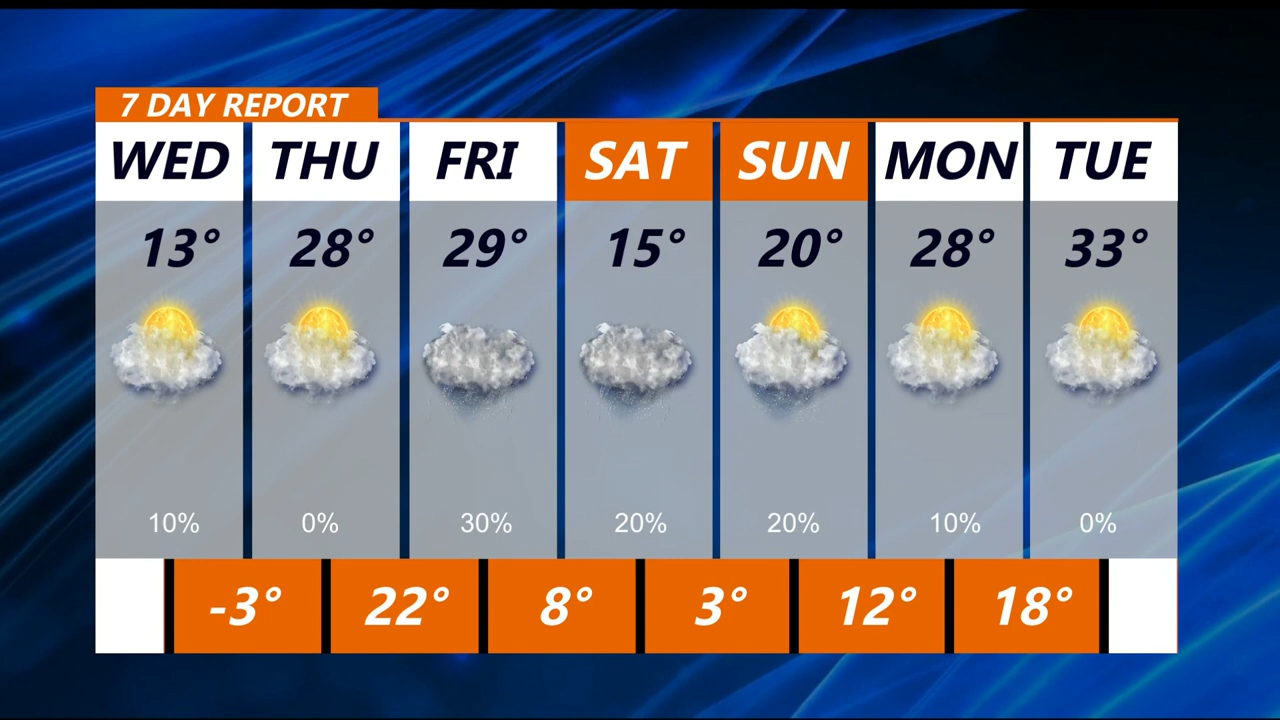 7 DAY REPORT
WED THU FRI SAT SUN MON TUE
13° 28° 29° 15° 20° 28° 33°
10% 0% 30% 20% 20% 10% 0%
-3° 22° 8° 3° 12° 18°